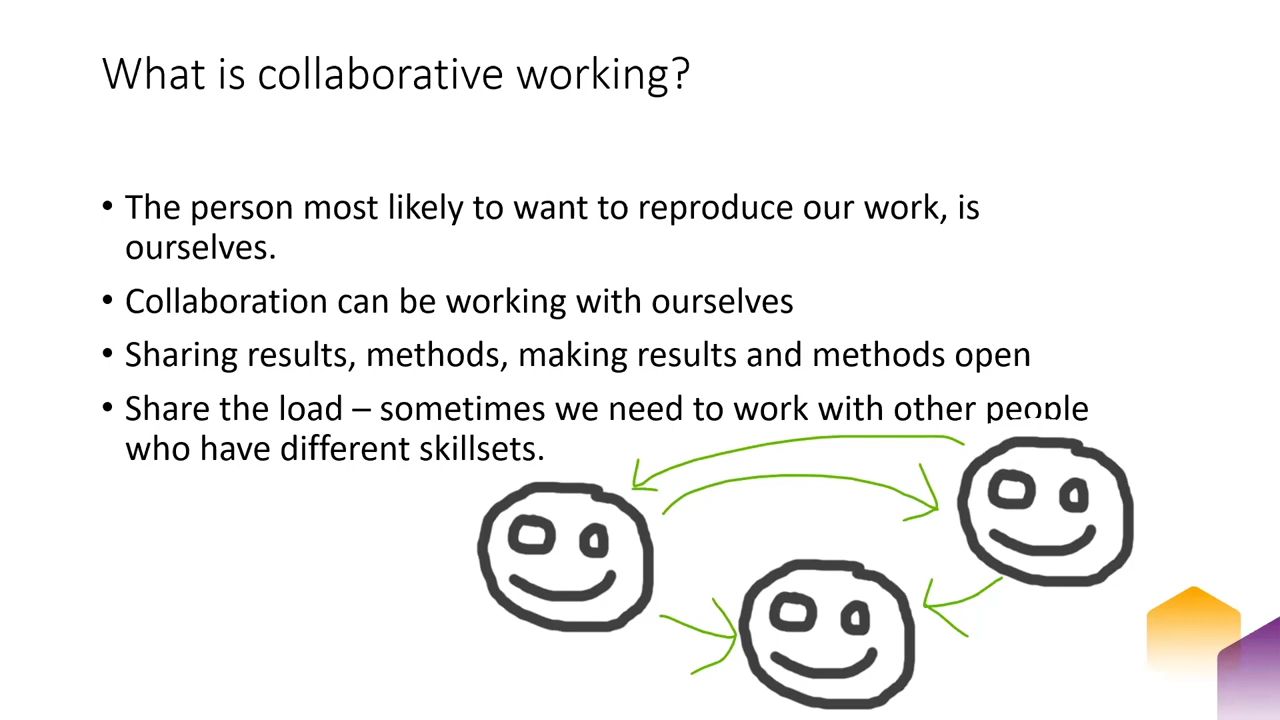 What is collaborative working?
• The person most likely to want to reproduce our work, is
ourselves.
• Collaboration can be working with ourselves
• Sharing results, methods, making results and methods open
• Share the load – sometimes we need to work with other people
who have different skillsets.